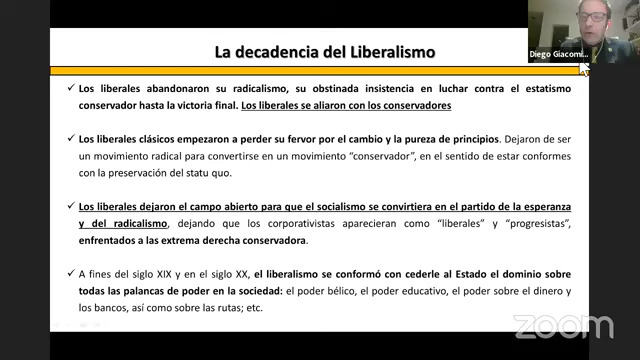 La decadencia del Liberalismo
Diego Giacomi...
✓ Los liberales abandonaron su radicalismo, su obstinada insistencia en luchar contra el estatismo
conservador hasta la victoria final. Los liberales se aliaron con los conservadores
✓ Los liberales clásicos empezaron a perder su fervor por el cambio y la pureza de principios. Dejaron de ser
un movimiento radical para convertirse en un movimiento “conservador”, en el sentido de estar conformes
con la preservación del statu quo.
✓ Los liberales dejaron el campo abierto para que el socialismo se convirtiera en el partido de la esperanza
y del radicalismo, dejando que los corporativistas aparecieran como “liberales” y “progresistas”,
enfrentados a las extrema derecha conservadora.
✓ A fines del siglo XIX y en el siglo XX, el liberalismo se conformó con cederle al Estado el dominio sobre
todas las palancas de poder en la sociedad: el poder bélico, el poder educativo, el poder sobre el dinero y
los bancos, así como sobre las rutas; etc.
zoom